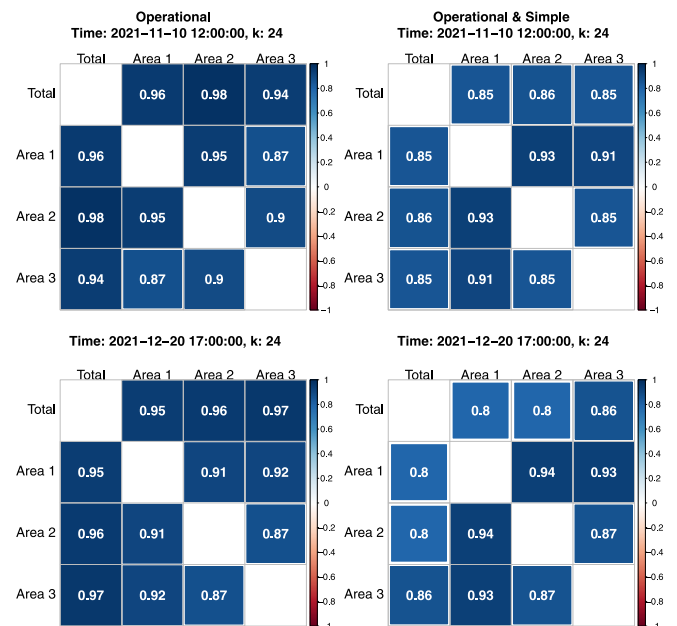 Operational
Time: 2021−11−10 12:00:00, k: 24
Total Area 1 Area 2 Area 3
Total 0.96 0.98 0.94
Area 1 0.96 0.95 0.87
Area 2 0.98 0.95 0.9
Area 3 0.94 0.87 0.9
1
0.8
0.6
0.4
0.2
0
−0.2
−0.4
−0.6
−0.8
−1
Operational & Simple
Time: 2021−11−10 12:00:00, k: 24
Total Area 1 Area 2 Area 3
Total 0.85 0.86 0.85
Area 1 0.85 0.93 0.91
Area 2 0.86 0.93 0.85
Area 3 0.85 0.91 0.85
1
0.8
0.6
0.4
0.2
0
−0.2
−0.4
−0.6
−0.8
−1
Time: 2021−12−20 17:00:00, k: 24
Total Area 1 Area 2 Area 3
Total 0.95 0.96 0.97
Area 1 0.95 0.91 0.92
Area 2 0.96 0.91 0.87
Area 3 0.97 0.92 0.87
1
0.8
0.6
0.4
0.2
0
−0.2
−0.4
−0.6
−0.8
−1
Time: 2021−12−20 17:00:00, k: 24
Total Area 1 Area 2 Area 3
Total 0.8 0.8 0.86
Area 1 0.8 0.94 0.93
Area 2 0.8 0.94 0.87
Area 3 0.86 0.93 0.87
1
0.8
0.6
0.4
0.2
0
−0.2
−0.4
−0.6
−0.8
−1